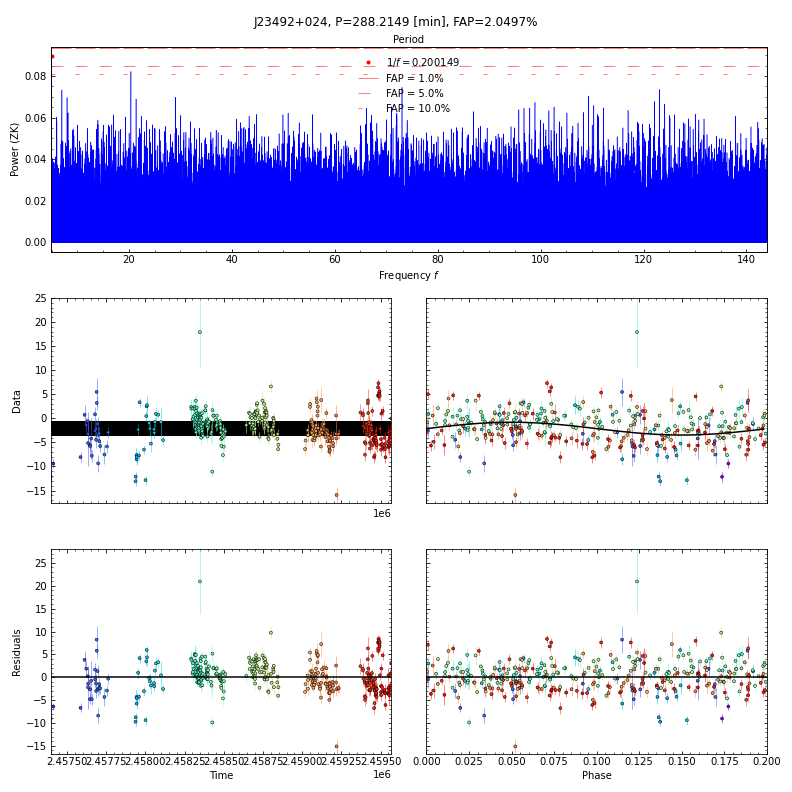 J23492+024, P=288.2149 [min], FAP=2.0497%
Period
1/f = 0.200149
FAP = 1.0%
FAP = 5.0%
FAP = 10.0%
Power (ZK)
0.08
0.06
0.04
0.02
0.00
20 40 60 80 100 120 140
Frequency f
Data
25
20
15
10
5
0
−5
−10
−15
1e6
Residuals
25
20
15
10
5
0
−5
−10
−15
2.45750 2.45775 2.45800 2.45825 2.45850 2.45875 2.45900 2.45925 2.45950
1e6
Time
0.000 0.025 0.050 0.075 0.100 0.125 0.150 0.175 0.200
Phase